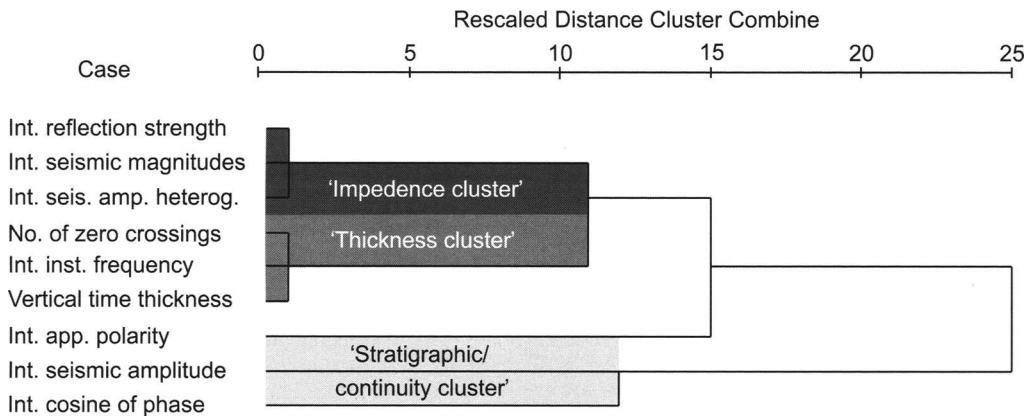 Rescaled Distance Cluster Combine
0 5 10 15 20 25
Case
Int. reflection strength
Int. seismic magnitudes
Int. seis. amp. heterog.
No. of zero crossings
Int. inst. frequency
Vertical time thickness
Int. app. polarity
Int. seismic amplitude
Int. cosine of phase
‘Impedence cluster’
‘Thickness cluster’
‘Stratigraphic/
continuity cluster’